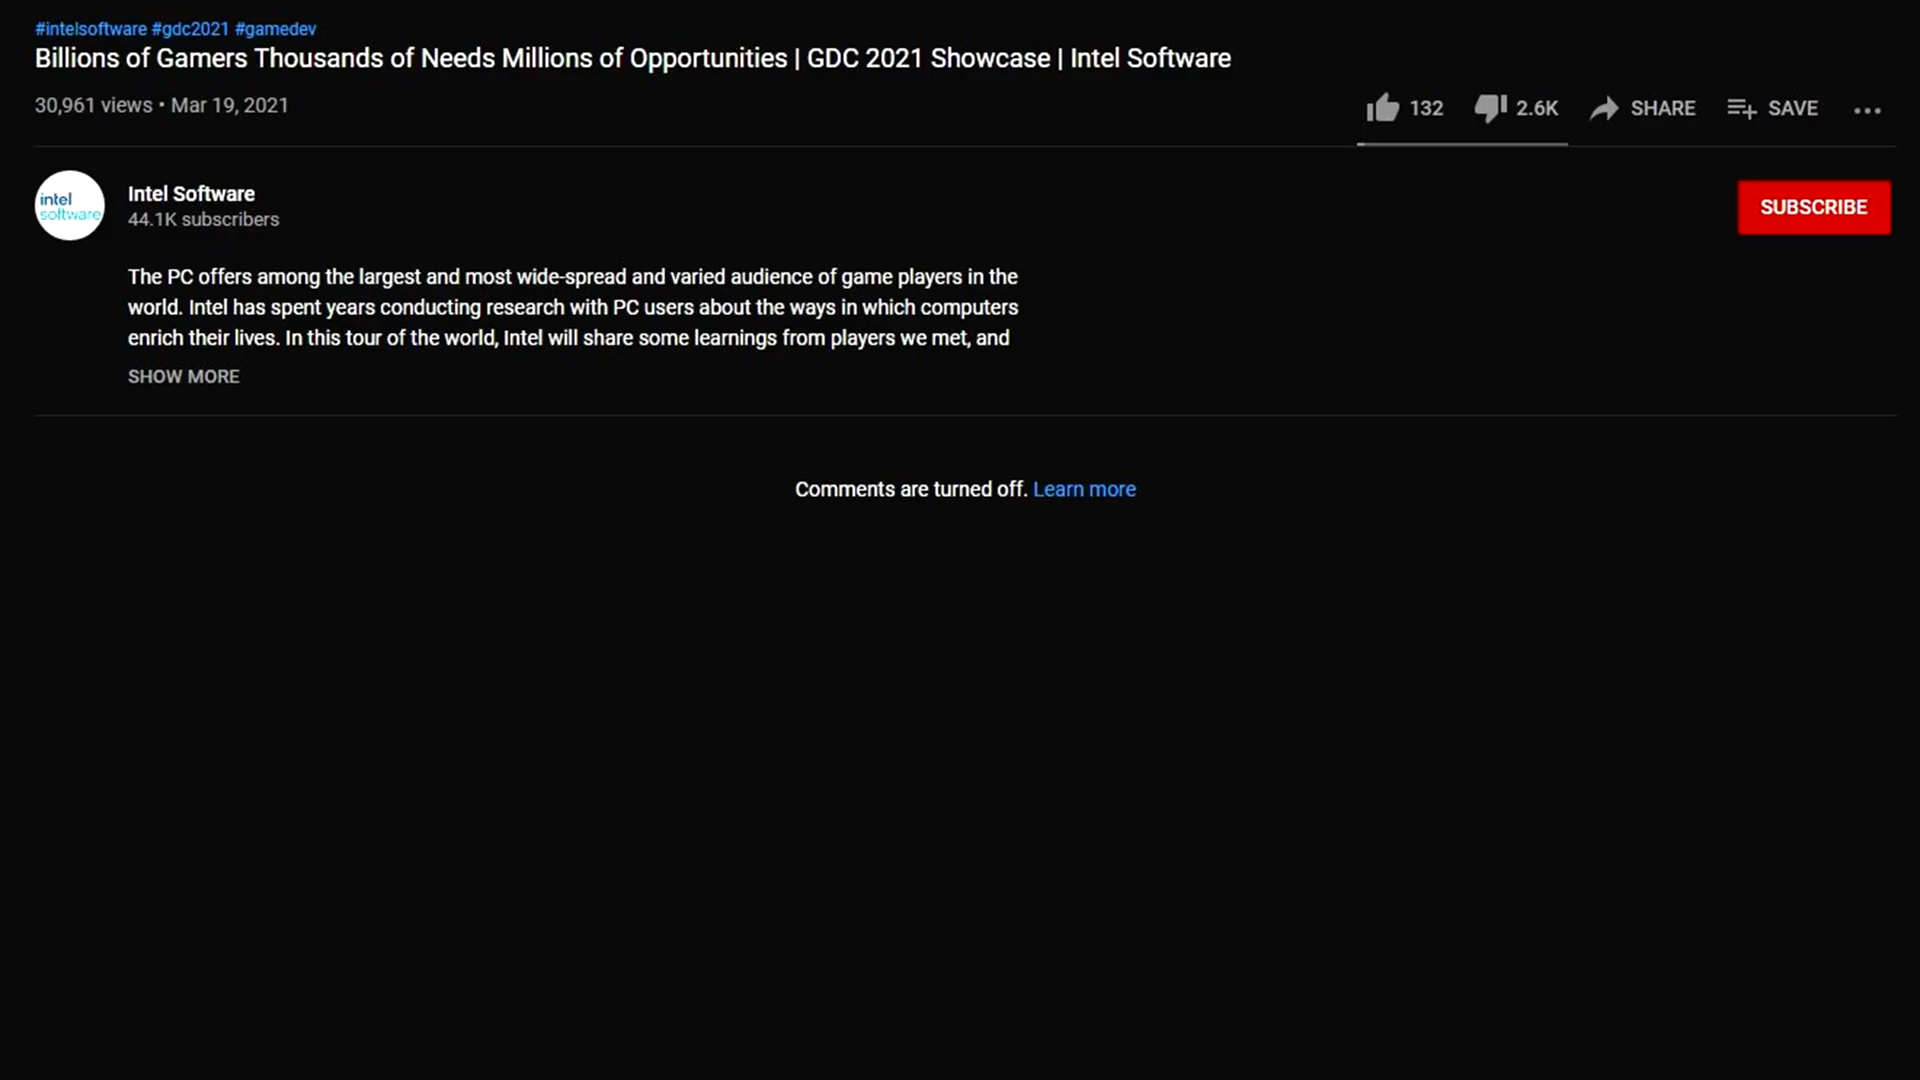 #intelsoftware #gdc2021 #gamedev
Billions of Gamers Thousands of Needs Millions of Opportunities | GDC 2021 Showcase | Intel Software
30,961 views • Mar 19, 2021
132 2.6K SHARE SAVE
intel
software
Intel Software
44.1K subscribers
SUBSCRIBE
The PC offers among the largest and most wide-spread and varied audience of game players in the
world. Intel has spent years conducting research with PC users about the ways in which computers
enrich their lives. In this tour of the world, Intel will share some learnings from players we met, and
SHOW MORE
Comments are turned off. Learn more